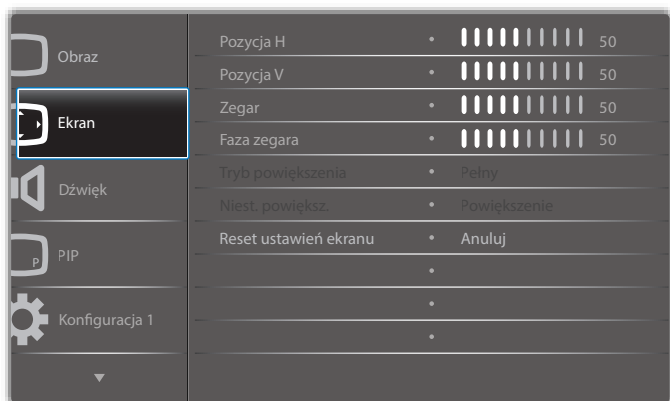 Obraz
Ekran
Dźwięk
P
PIP
Konfiguracja 1
Pozycja H • 50
Pozycja V • 50
Zegar • 50
Faza zegara • 50
Tryb powiększenia • Pełny
Niest. powiększ. • Powiększenie
Reset ustawień ekranu • Anuluj